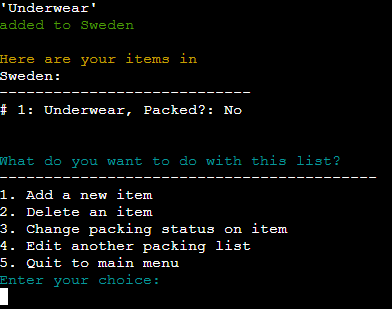 'Underwear'
added to Sweden
Here are your items in
Sweden:
----------------------------
# 1: Underwear, Packed?: No
What do you want to do with this list?
-------------------------------------------
1. Add a new item
2. Delete an item
3. Change packing status on item
4. Edit another packing list
5. Quit to main menu
Enter your choice: